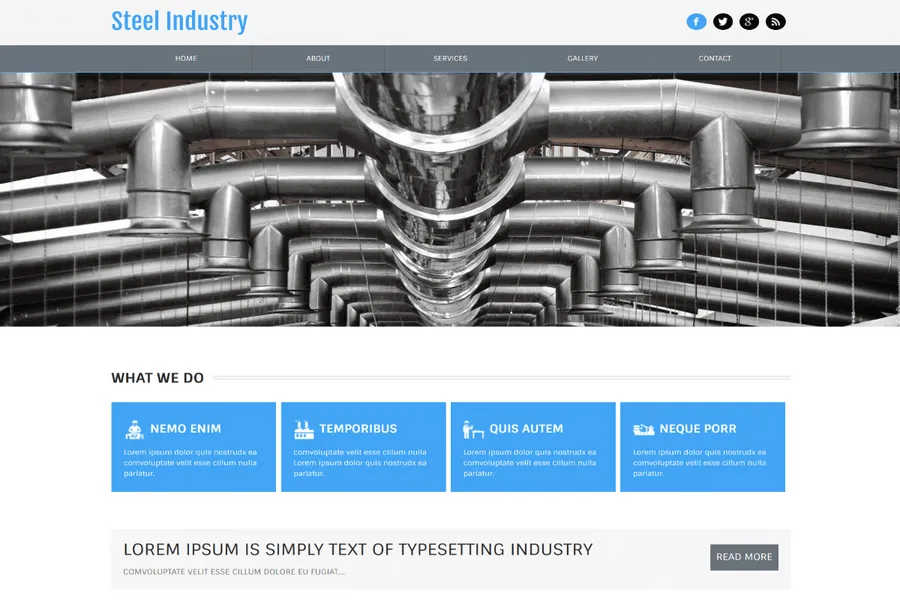 Steel Industry
HOME ABOUT SERVICES GALLERY CONTACT
WHAT WE DO
NEMO ENIM
Lorem ipsum dolor quis nostrudx ea
comvoluptate velit esse cillum nulla
pariatur.
TEMPORIBUS
comvoluptate velit esse cillum nulla
Lorem ipsum dolor quis nostrudx ea
pariatur.
QUIS AUTEM
Lorem ipsum dolor quis nostrudx ea
comvoluptate velit esse cillum nulla
pariatur.
NEQUE PORR
Lorem ipsum dolor quis nostrudx ea
comvoluptate velit esse cillum nulla
pariatur.
LOREM IPSUM IS SIMPLY TEXT OF TYPESETTING INDUSTRY
COMVOLUPTATE VELIT ESSE CILLUM DOLORE EU FUGIAT....
READ MORE